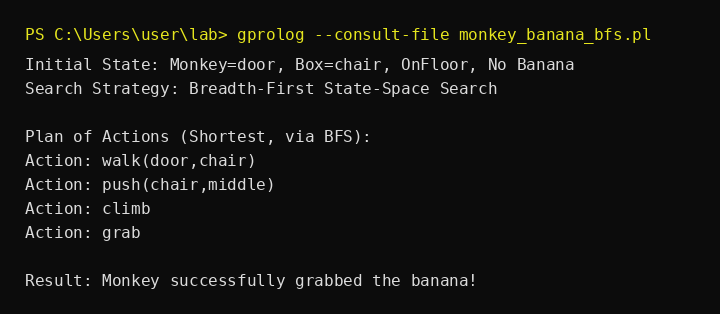 PS C:\Users\user\lab> gprolog --consult-file monkey_banana_bfs.pl
Initial State: Monkey=door, Box=chair, OnFloor, No Banana
Search Strategy: Breadth-First State-Space Search
Plan of Actions (Shortest, via BFS):
Action: walk(door,chair)
Action: push(chair,middle)
Action: climb
Action: grab
Result: Monkey successfully grabbed the banana!